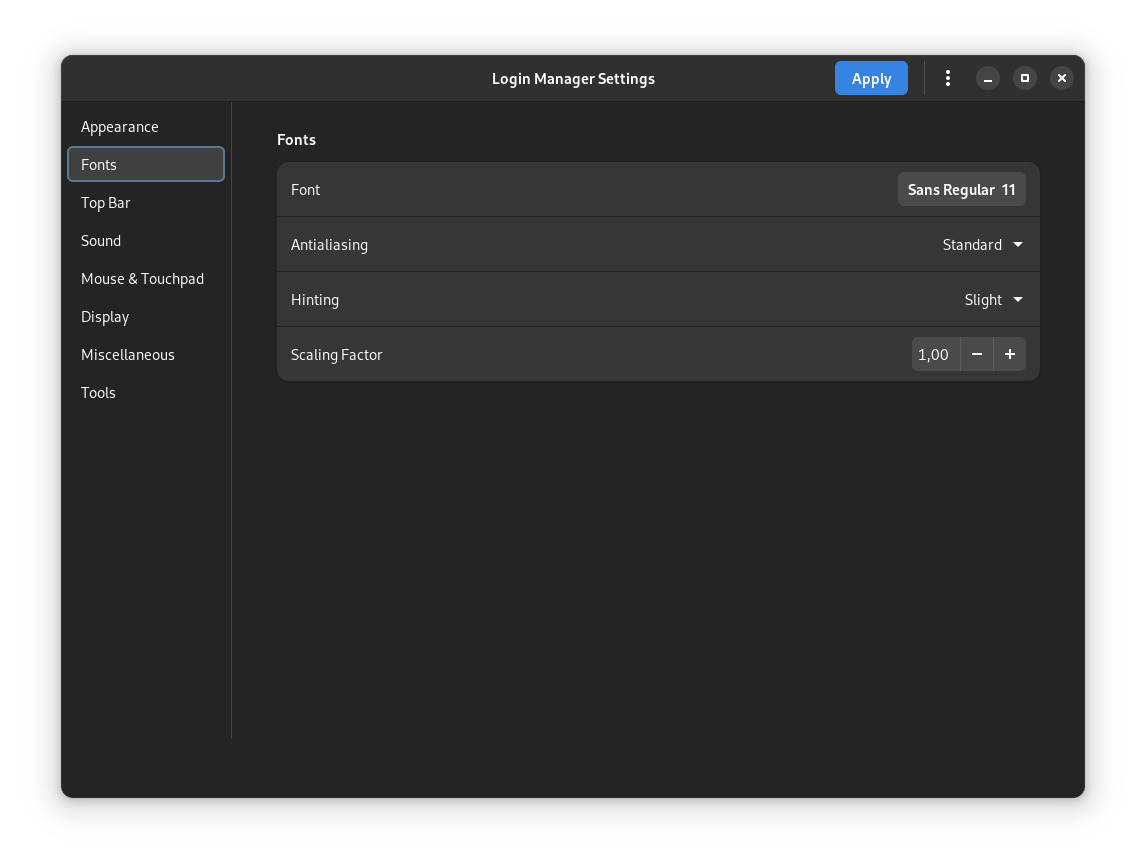 Login Manager Settings
Apply
Appearance
Fonts
Top Bar
Sound
Mouse & Touchpad
Display
Miscellaneous
Tools
Fonts
Font
Sans Regular 11
Antialiasing
Standard
Hinting
Slight
Scaling Factor
1,00